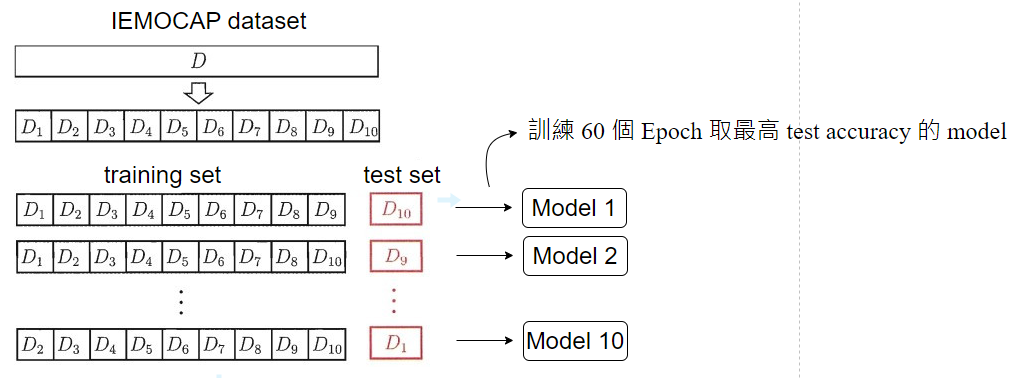 IEMOCAP dataset
D
D1 D2 D3 D4 D5 D6 D7 D8 D9 D10
訓練 60 個 Epoch 取最高 test accuracy 的 model
training set test set
D1 D2 D3 D4 D5 D6 D7 D8 D9 D10 Model 1
D1 D2 D3 D4 D5 D6 D7 D8 D10 D9 Model 2
D2 D3 D4 D5 D6 D7 D8 D9 D10 D1 Model 10